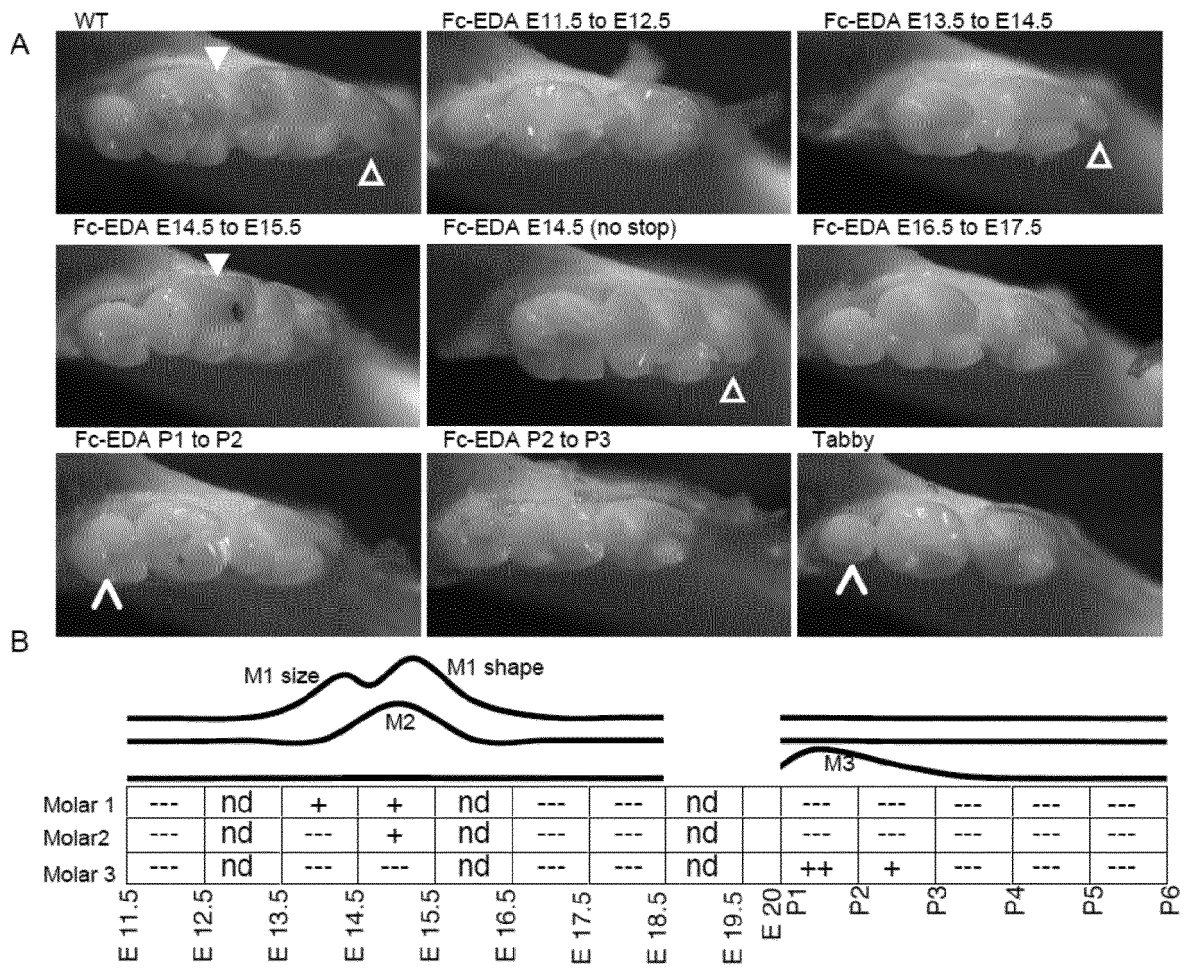 A
WT
Fc-EDA E11.5 to E12.5
Fc-EDA E13.5 to E14.5
Fc-EDA E14.5 to E15.5
Fc-EDA E14.5 (no stop)
Fc-EDA E16.5 to E17.5
Fc-EDA P1 to P2
Fc-EDA P2 to P3
Tabby
B
M1 size
M1 shape
M2
M3
Molar 1 --- nd + + nd --- --- nd --- --- --- --- ---
Molar2 --- nd --- + nd --- --- nd --- --- --- --- ---
Molar 3 --- nd --- --- nd --- --- nd ++ + --- --- ---
E 11.5 E 12.5 E 13.5 E 14.5 E 15.5 E 16.5 E 17.5 E 18.5 E 19.5 E 20 P1 P2 P3 P4 P5 P6